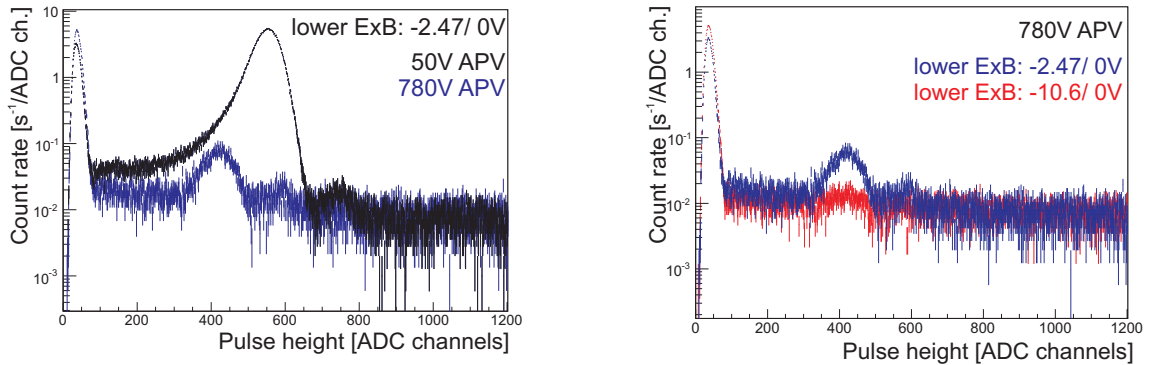 lower ExB: -2.47/ 0V
50V APV
780V APV
Count rate [s⁻¹/ADC ch.]
10
1
10⁻¹
10⁻²
10⁻³
0 200 400 600 800 1000 1200
Pulse height [ADC channels]
780V APV
lower ExB: -2.47/ 0V
lower ExB: -10.6/ 0V
Count rate [s⁻¹/ADC ch.]
1
10⁻¹
10⁻²
10⁻³
0 200 400 600 800 1000 1200
Pulse height [ADC channels]